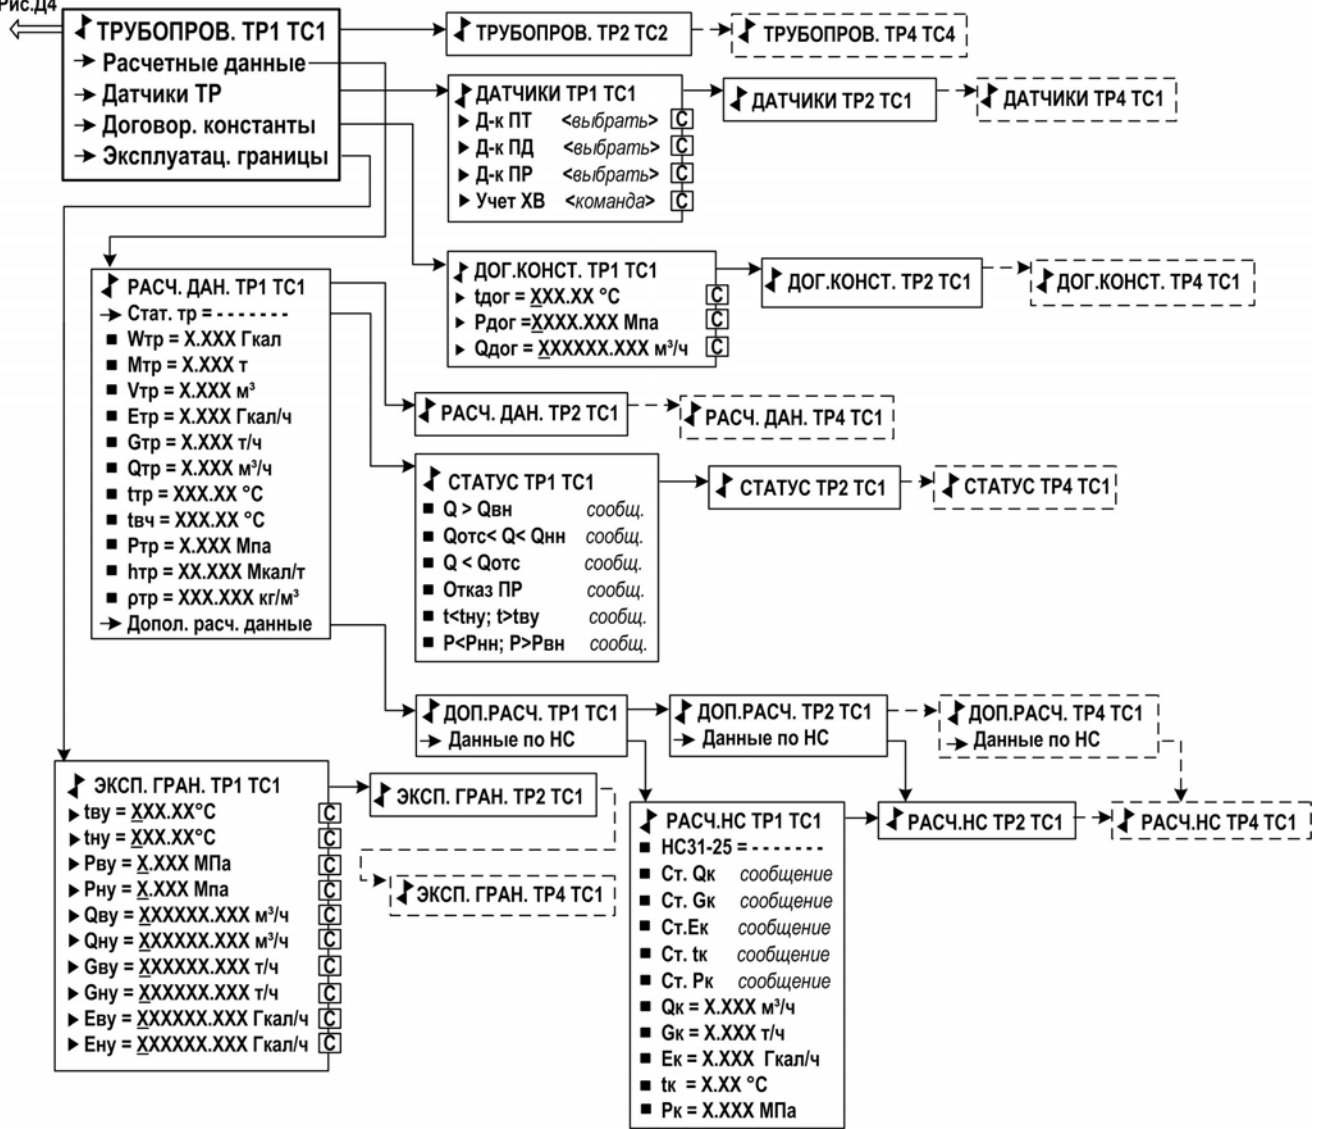 Рис.Д4
ТРУБОПРОВ. ТР1 ТС1
Расчетные данные
Датчики ТР
Договор. константы
Эксплуатац. границы
ТРУБОПРОВ. ТР2 ТС2
ТРУБОПРОВ. ТР4 ТС4
ДАТЧИКИ ТР1 ТС1
Д-к ПТ <выбрать> С
Д-к ПД <выбрать> С
Д-к ПР <выбрать> С
Учет ХВ <команда> С
ДАТЧИКИ ТР2 ТС1
ДАТЧИКИ ТР4 ТС1
ДОГ.КОНСТ. ТР1 ТС1
tдог = XXX.XX °C С
Рдог =XXXX.XXX Мпа С
Qдог = XXXXXX.XXX м³/ч С
ДОГ.КОНСТ. ТР2 ТС1
ДОГ.КОНСТ. ТР4 ТС1
РАСЧ. ДАН. ТР1 ТС1
Стат. тр = - - - - - - -
Wтр = X.XXX Гкал
Мтр = X.XXX т
Vтр = X.XXX м³
Етр = X.XXX Гкал/ч
Gтр = X.XXX т/ч
Qтр = X.XXX м³/ч
tтр = XXX.XX °C
tвч = XXX.XX °C
Ртр = X.XXX Мпа
hтр = XX.XXX Мкал/т
ρтр = XXX.XXX кг/м³
Допол. расч. данные
РАСЧ. ДАН. ТР2 ТС1
РАСЧ. ДАН. ТР4 ТС1
СТАТУС ТР1 ТС1
Q > Qвн сообщ.
Qотс< Q< Qнн сообщ.
Q < Qотс сообщ.
Отказ ПР сообщ.
t<tну; t>tву сообщ.
Р<Рнн; Р>Рвн сообщ.
СТАТУС ТР2 ТС1
СТАТУС ТР4 ТС1
ДОП.РАСЧ. ТР1 ТС1
Данные по НС
ДОП.РАСЧ. ТР2 ТС1
Данные по НС
ДОП.РАСЧ. ТР4 ТС1
Данные по НС
ЭКСП. ГРАН. ТР1 ТС1
tву = XXX.XX°C С
tну = XXX.XX°C С
Рву = X.XXX МПа С
Рну = X.XXX Мпа С
Qву = XXXXXX.XXX м³/ч С
Qну = XXXXXX.XXX м³/ч С
Gву = XXXXXX.XXX т/ч С
Gну = XXXXXX.XXX т/ч С
Еву = XXXXXX.XXX Гкал/ч С
Ену = XXXXXX.XXX Гкал/ч С
ЭКСП. ГРАН. ТР2 ТС1
ЭКСП. ГРАН. ТР4 ТС1
РАСЧ.НС ТР1 ТС1
НС31-25 = - - - - - - -
Ст. Qк сообщение
Ст. Gк сообщение
Ст.Ек сообщение
Ст. tк сообщение
Ст. Рк сообщение
Qк = X.XXX м³/ч
Gк = X.XXX т/ч
Ек = X.XXX Гкал/ч
tк = X.XX °C
Рк = X.XXX МПа
РАСЧ.НС ТР2 ТС1
РАСЧ.НС ТР4 ТС1